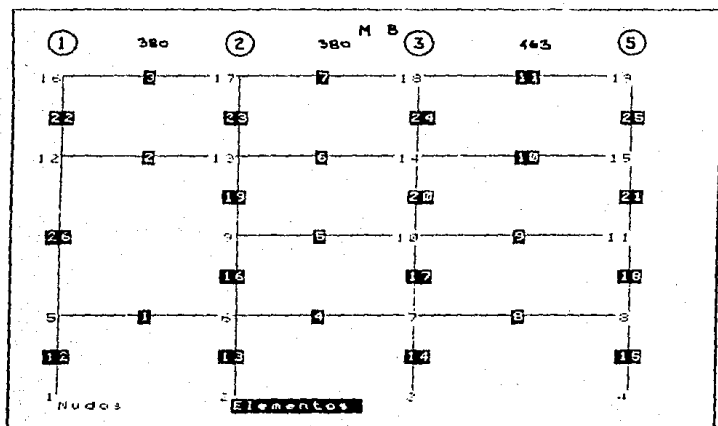 M B
1 380 2 380 3 463 5
16 3 17 7 18 11 19
22 23 24 25
12 2 13 6 14 10 15
19 20 21
26 9 5 10 9 11
16 17 18
5 1 6 4 7 8 8
12 13 14 15
1 2 3 4
Nudos Elementos